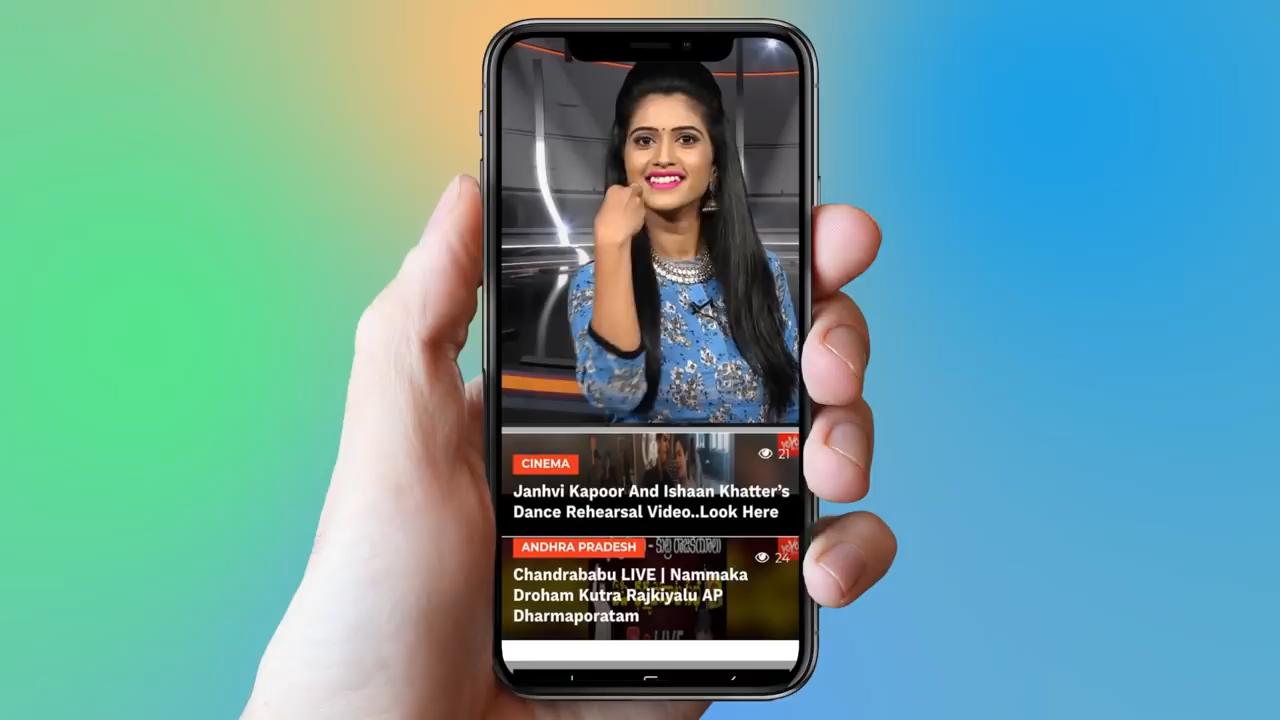 CINEMA
21
Janhvi Kapoor And Ishaan Khatter's
Dance Rehearsal Video..Look Here
ANDHRA PRADESH
24
Chandrababu LIVE | Nammaka
Droham Kutra Rajkiyalu AP
Dharmaporatam
LIVE